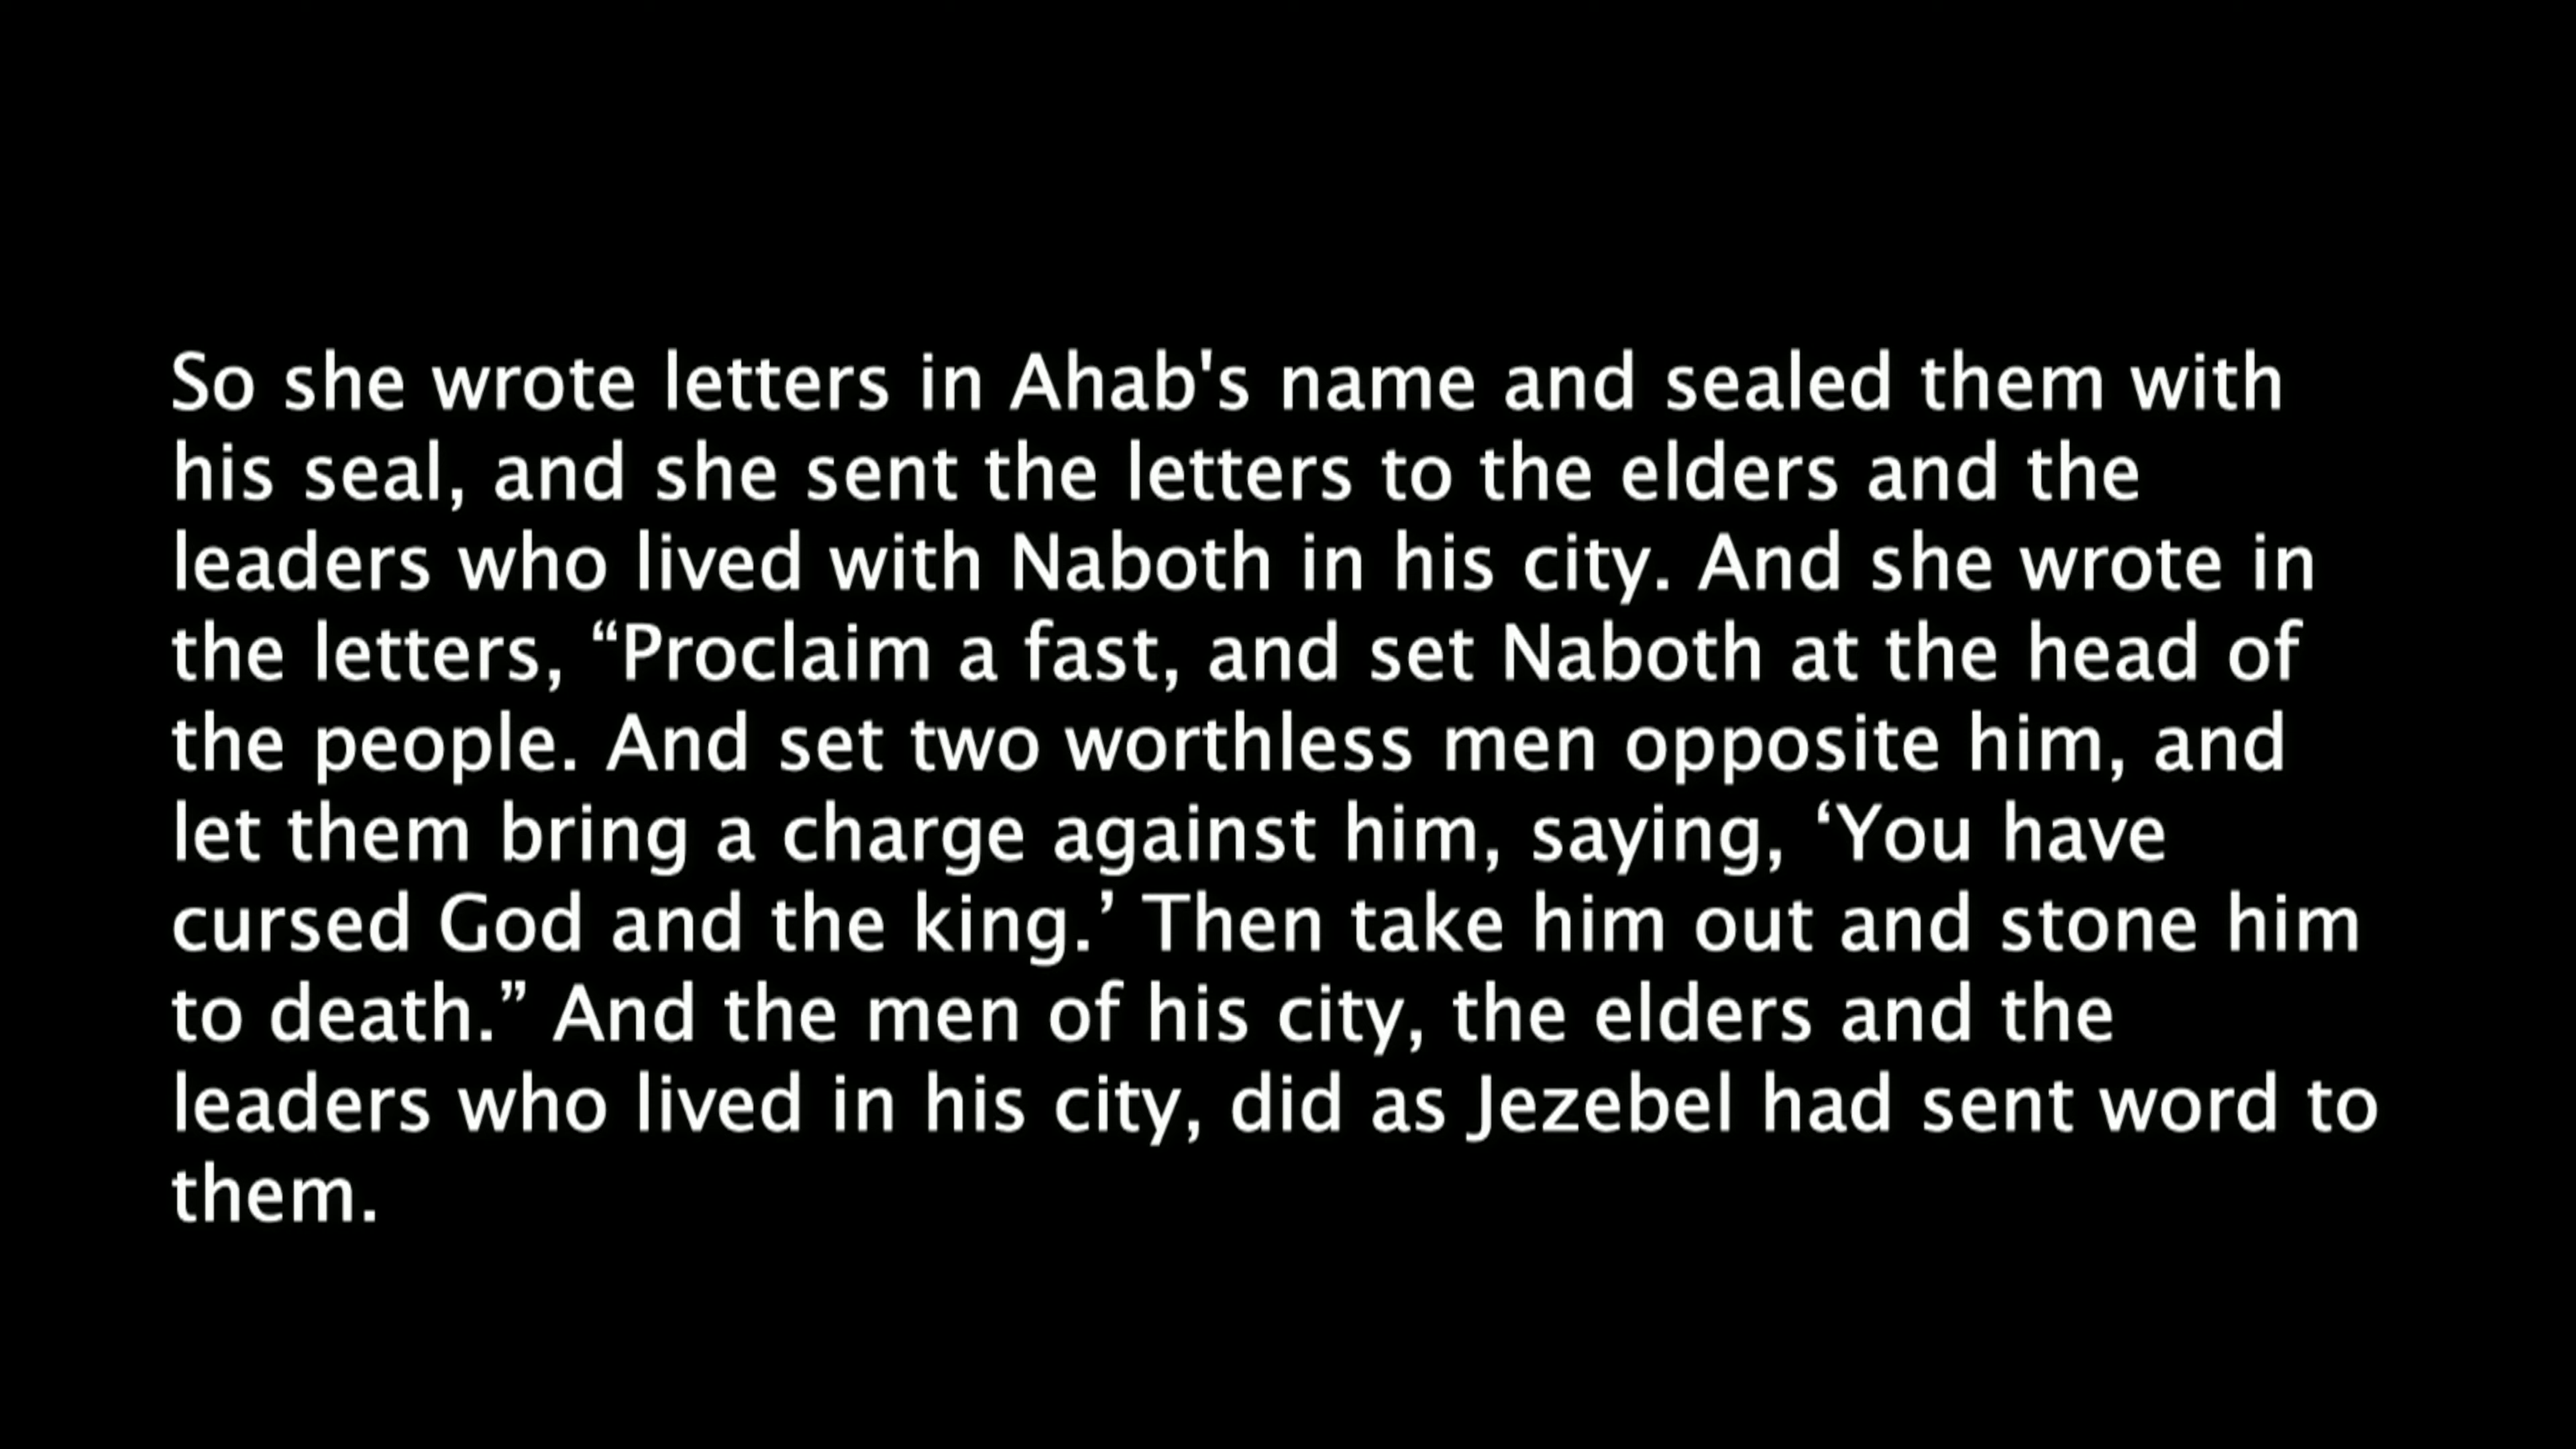 So she wrote letters in Ahab's name and sealed them with
his seal, and she sent the letters to the elders and the
leaders who lived with Naboth in his city. And she wrote in
the letters, “Proclaim a fast, and set Naboth at the head of
the people. And set two worthless men opposite him, and
let them bring a charge against him, saying, ‘You have
cursed God and the king.’ Then take him out and stone him
to death.” And the men of his city, the elders and the
leaders who lived in his city, did as Jezebel had sent word to
them.